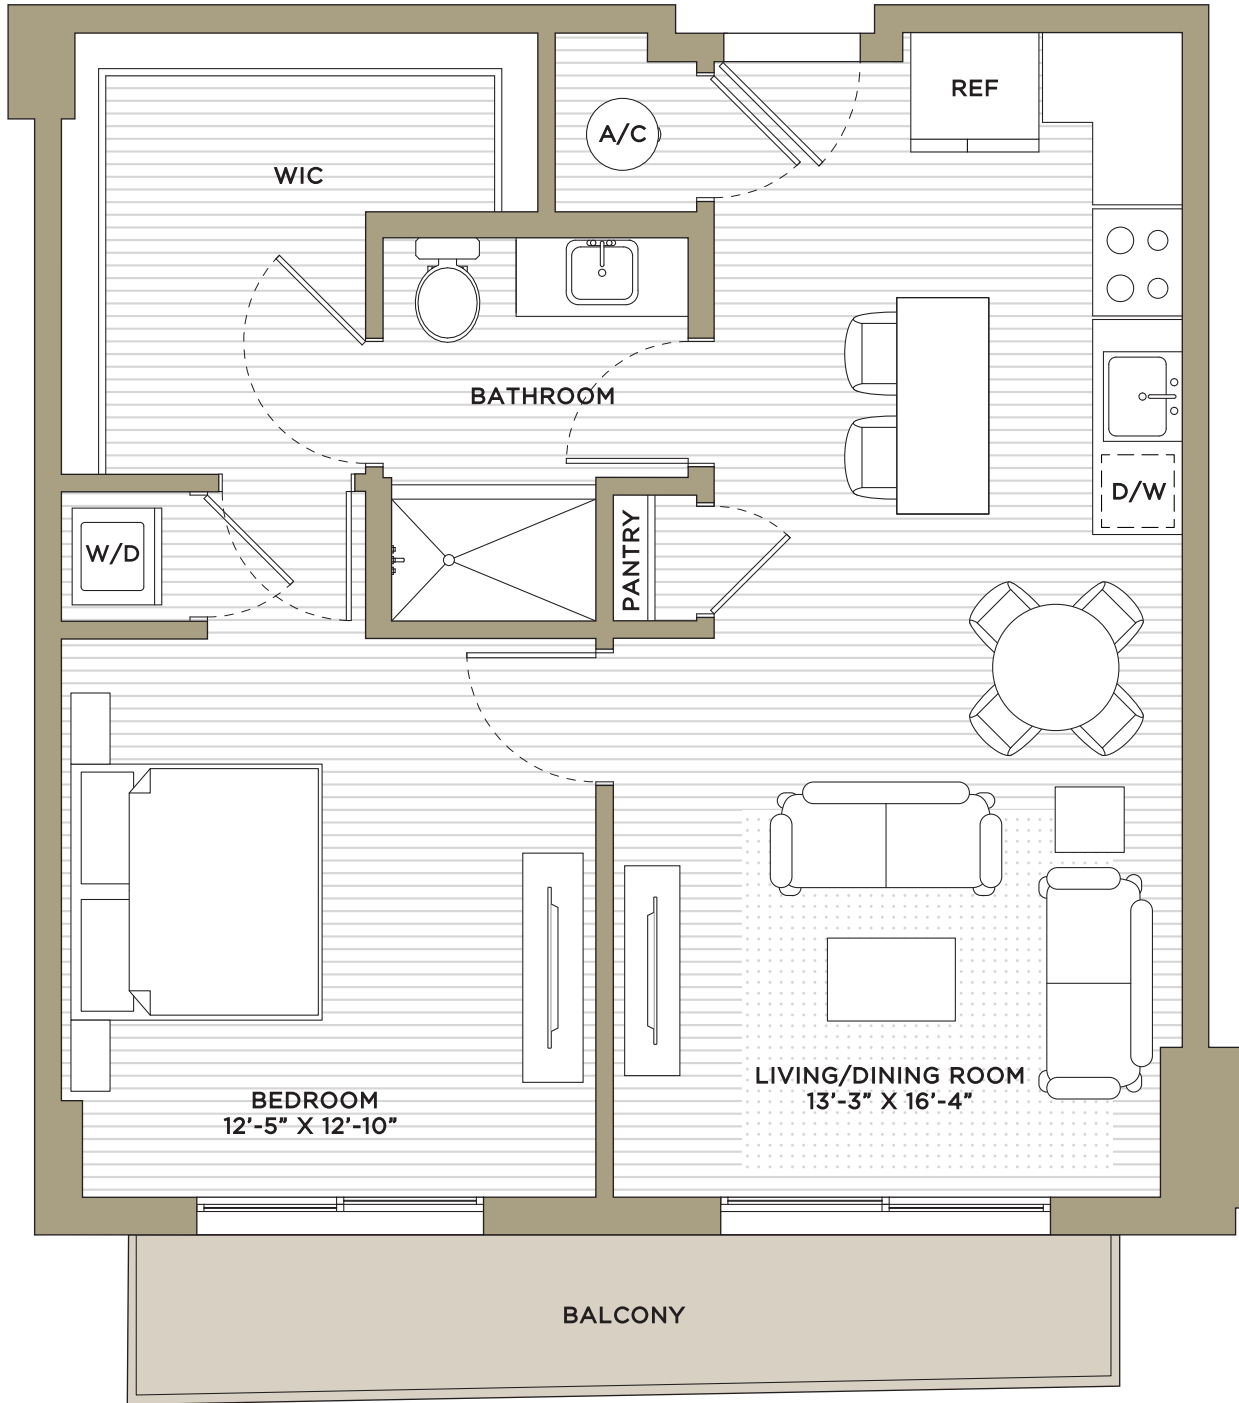 REF
A/C
WIC
BATHROOM
D/W
W/D
PANTRY
LIVING/DINING ROOM
13’-3” X 16’-4”
BEDROOM
12’-5” X 12’-10”
BALCONY